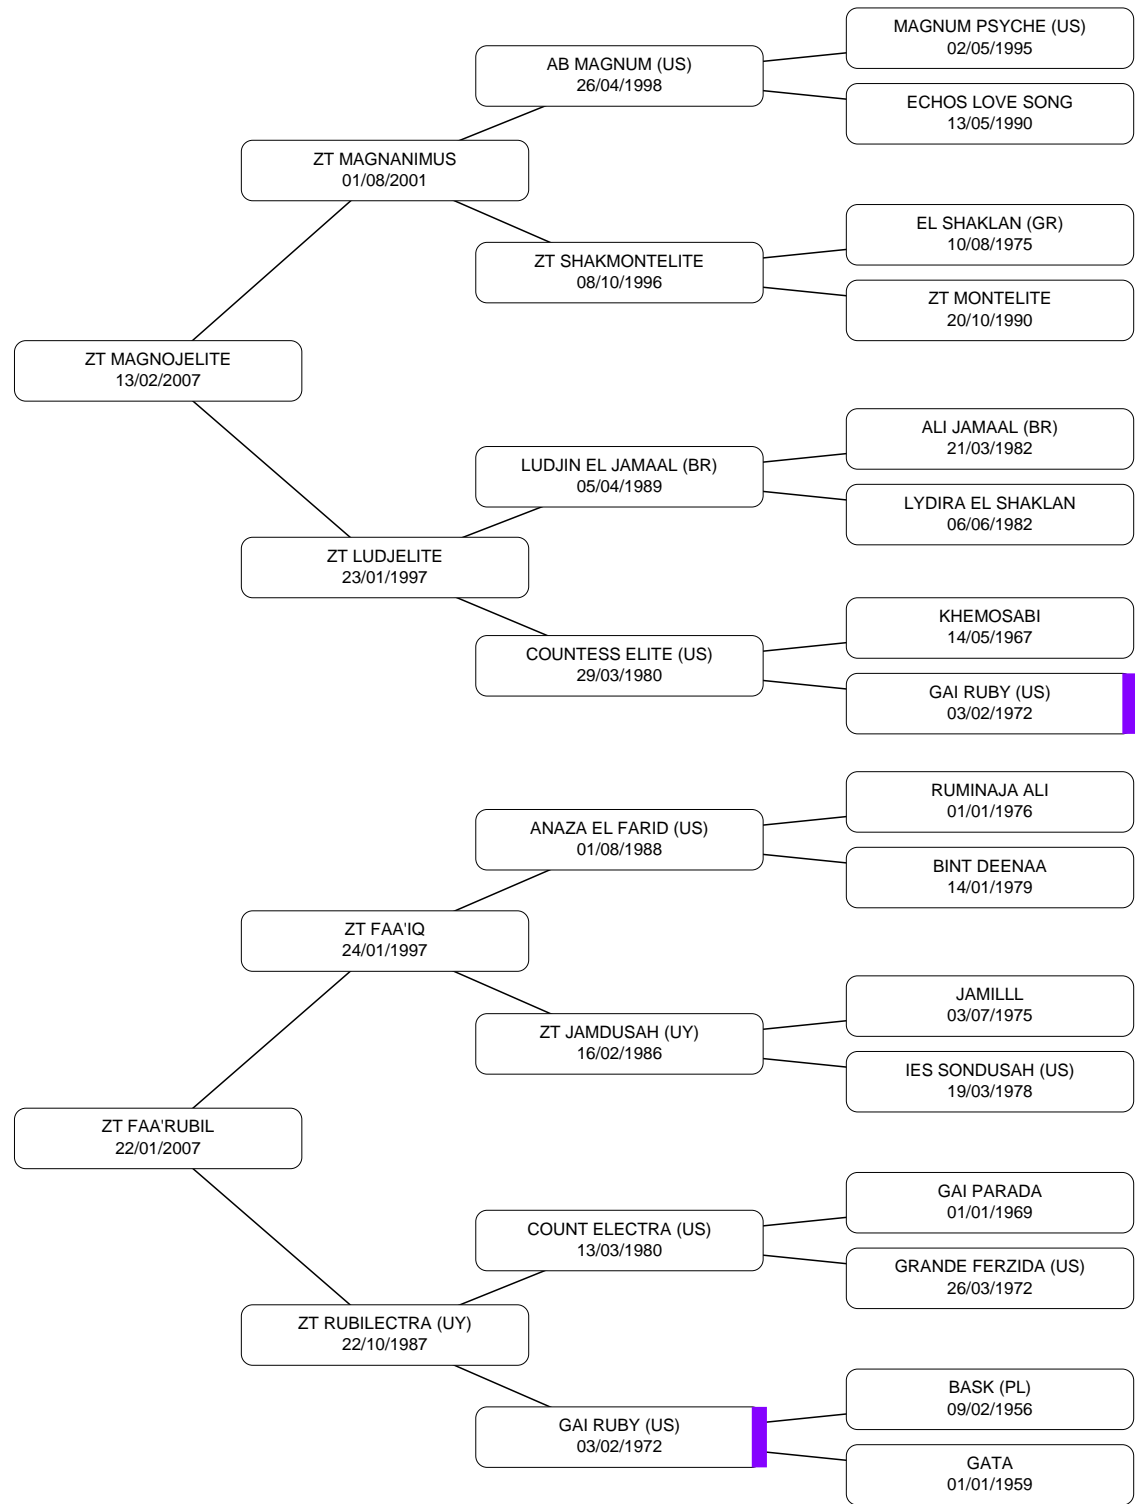 MAGNUM PSYCHE (US)
02/05/1995
AB MAGNUM (US)
26/04/1998
ECHOS LOVE SONG
13/05/1990
ZT MAGNANIMUS
01/08/2001
EL SHAKLAN (GR)
10/08/1975
ZT SHAKMONTELITE
08/10/1996
ZT MONTELITE
20/10/1990
ZT MAGNOJELITE
13/02/2007
ALI JAMAAL (BR)
21/03/1982
LUDJIN EL JAMAAL (BR)
05/04/1989
LYDIRA EL SHAKLAN
06/06/1982
ZT LUDJELITE
23/01/1997
KHEMOSABI
14/05/1967
COUNTESS ELITE (US)
29/03/1980
GAI RUBY (US)
03/02/1972
RUMINAJA ALI
01/01/1976
ANAZA EL FARID (US)
01/08/1988
BINT DEENAA
14/01/1979
ZT FAA'IQ
24/01/1997
JAMILLL
03/07/1975
ZT JAMDUSAH (UY)
16/02/1986
IES SONDUSAH (US)
19/03/1978
ZT FAA'RUBIL
22/01/2007
GAI PARADA
01/01/1969
COUNT ELECTRA (US)
13/03/1980
GRANDE FERZIDA (US)
26/03/1972
ZT RUBILECTRA (UY)
22/10/1987
BASK (PL)
09/02/1956
GAI RUBY (US)
03/02/1972
GATA
01/01/1959